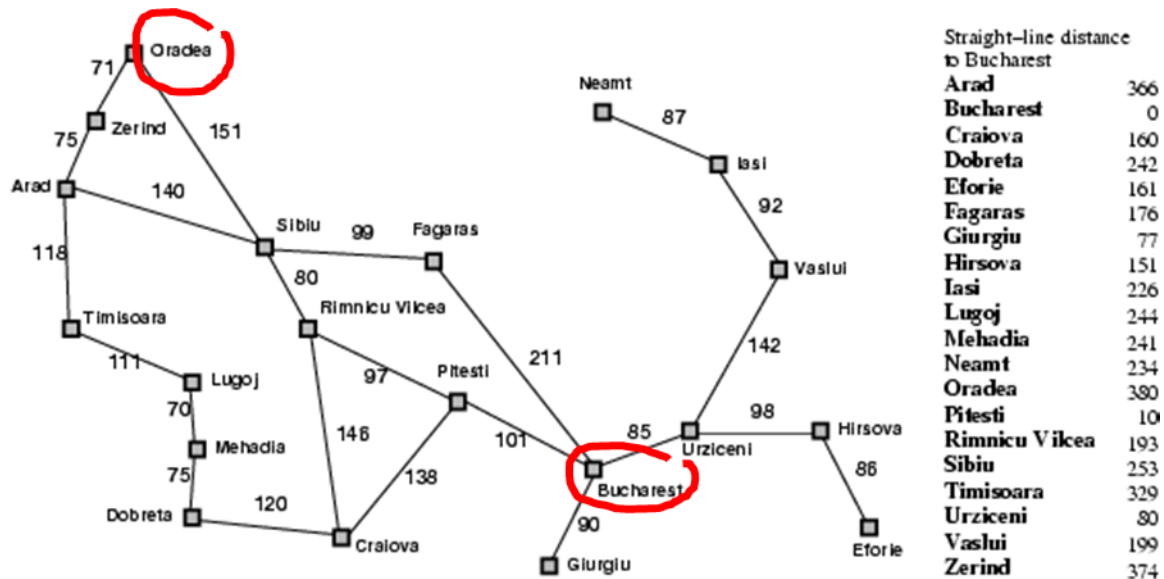 Oradea
71
Zerind
151
75
Arad
140
Sibiu
99
Fagaras
118
80
Timisoara
Rimnicu Vilcea
111
Lugoj
97
Pitesti
211
70
146
Mehadia
101
75
138
Dobreta
120
Craiova
Neamt
87
Iasi
92
Vaslui
142
98
Hirsova
85
Urziceni
86
Bucharest
90
Giurgiu
Eforie
Straight-line distance
to Bucharest
Arad 366
Bucharest 0
Craiova 160
Dobreta 242
Eforie 161
Fagaras 176
Giurgiu 77
Hirsova 151
Iasi 226
Lugoj 244
Mehadia 241
Neamt 234
Oradea 380
Pitesti 10
Rimnicu Vilcea 193
Sibiu 253
Timisoara 329
Urziceni 80
Vaslui 199
Zerind 374